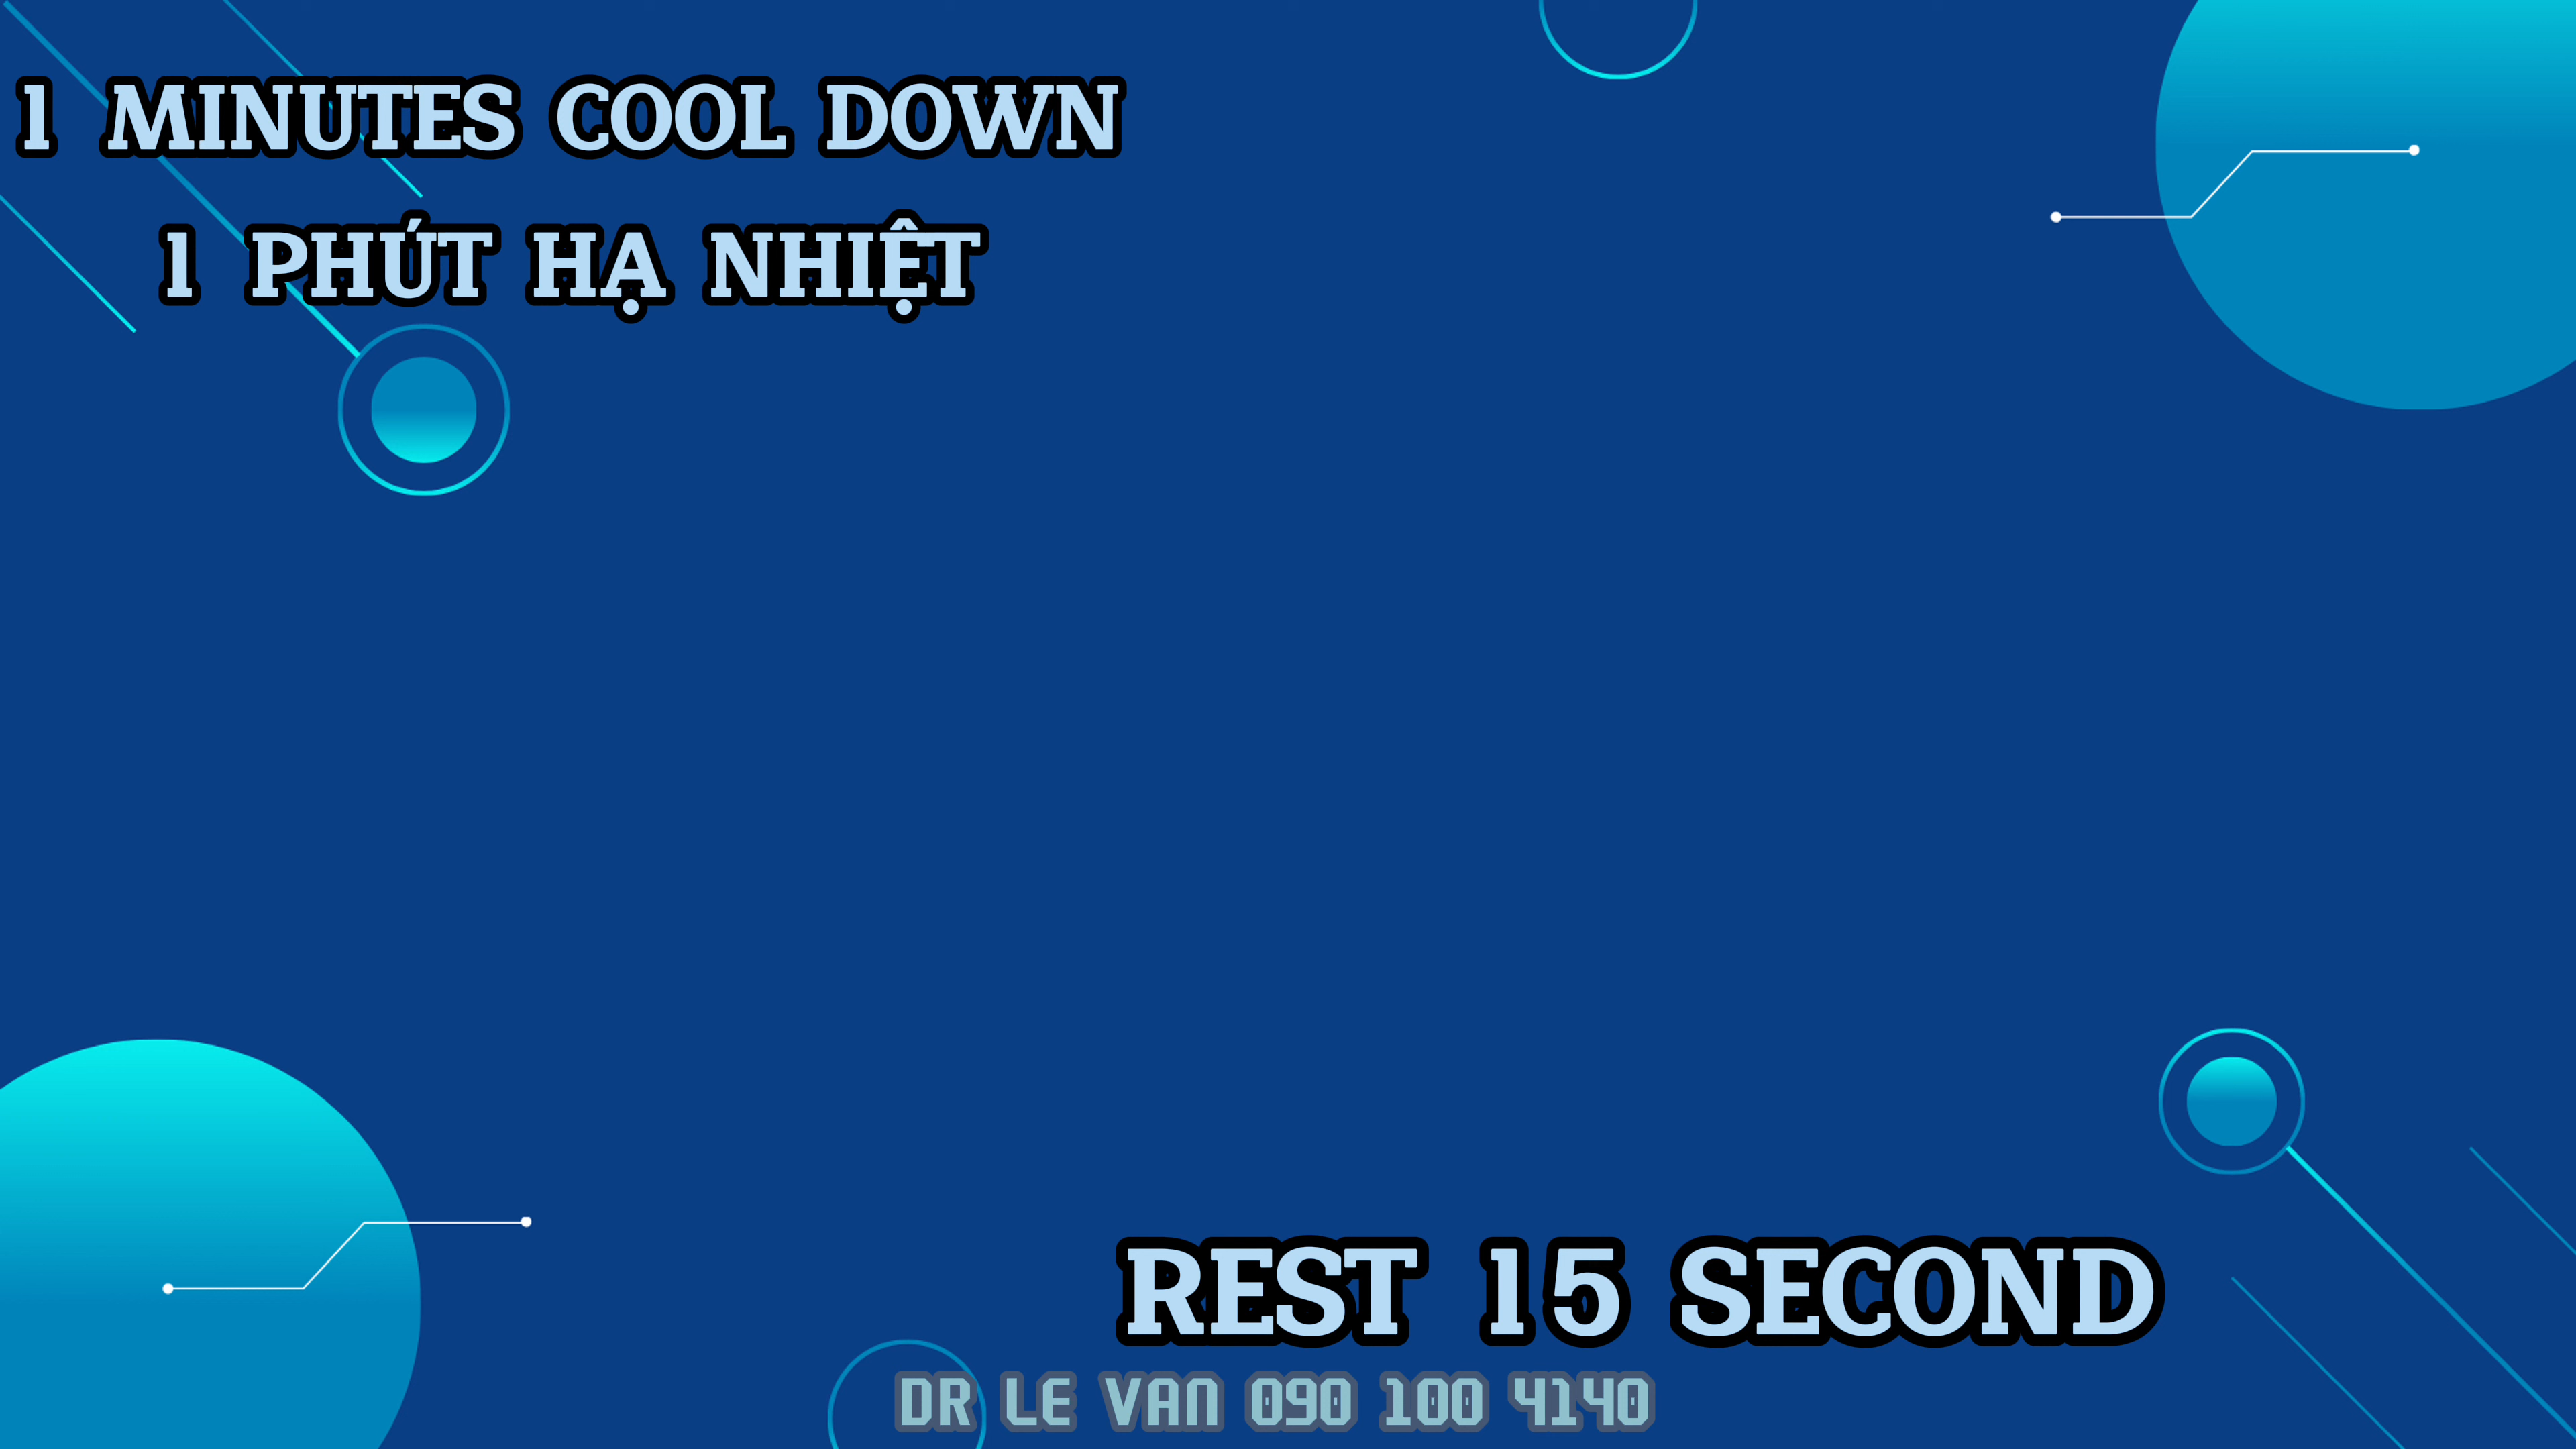 1 MINUTES COOL DOWN
1 PHÚT HẠ NHIỆT
REST 15 SECOND
DR LE VAN 090 100 4140